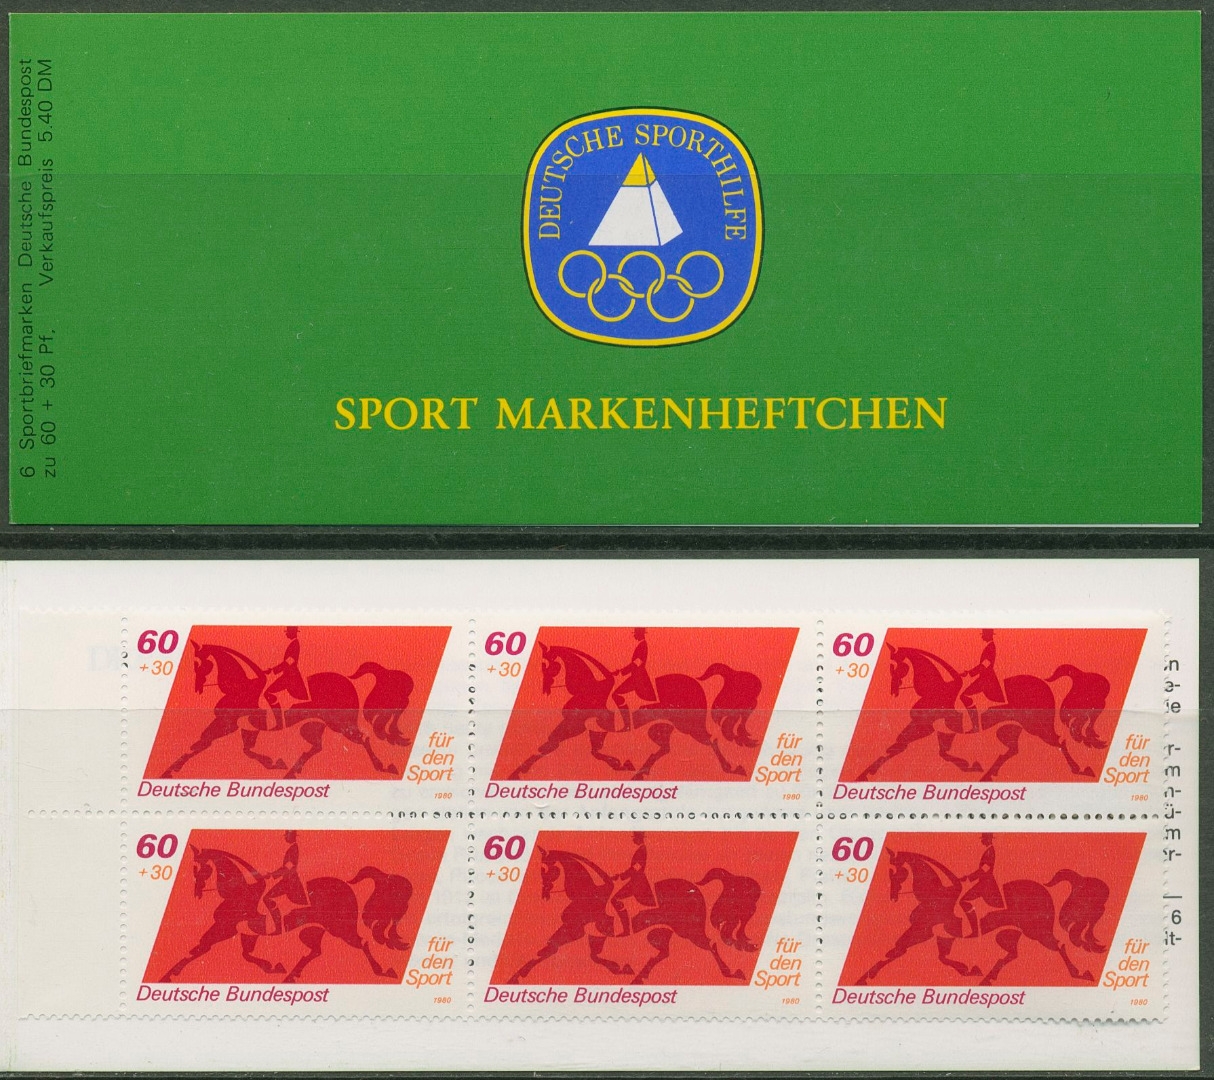 6 Sportbriefmarken Deutsche Bundespost
zu 60 + 30 Pf. Verkaufspreis 5.40 DM
DEUTSCHE SPORTHILFE
SPORT MARKENHEFTCHEN
60
+ 30
für
den
Sport
Deutsche Bundespost
1980
60
+ 30
für
den
Sport
Deutsche Bundespost
1980
60
+ 30
für
den
Sport
Deutsche Bundespost
1980
60
+ 30
für
den
Sport
Deutsche Bundespost
1980
60
+ 30
für
den
Sport
Deutsche Bundespost
1980
60
+ 30
für
den
Sport
Deutsche Bundespost
1980